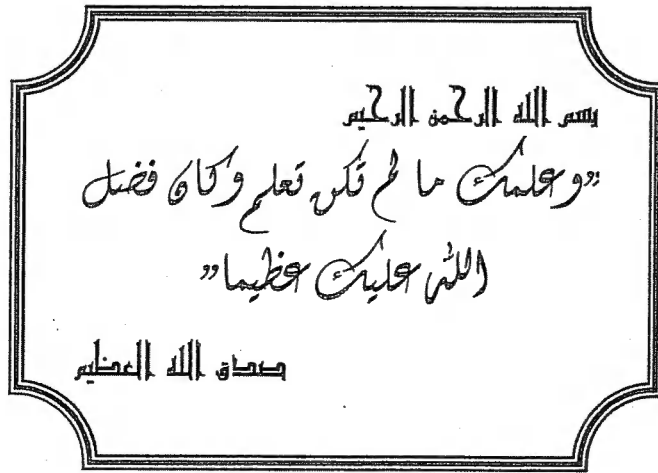 بسم الله الرحمن الرحيم
"وعلمك ما لم تكن تعلم وكان فضل
الله عليك عظيما"
صدق الله العظيم